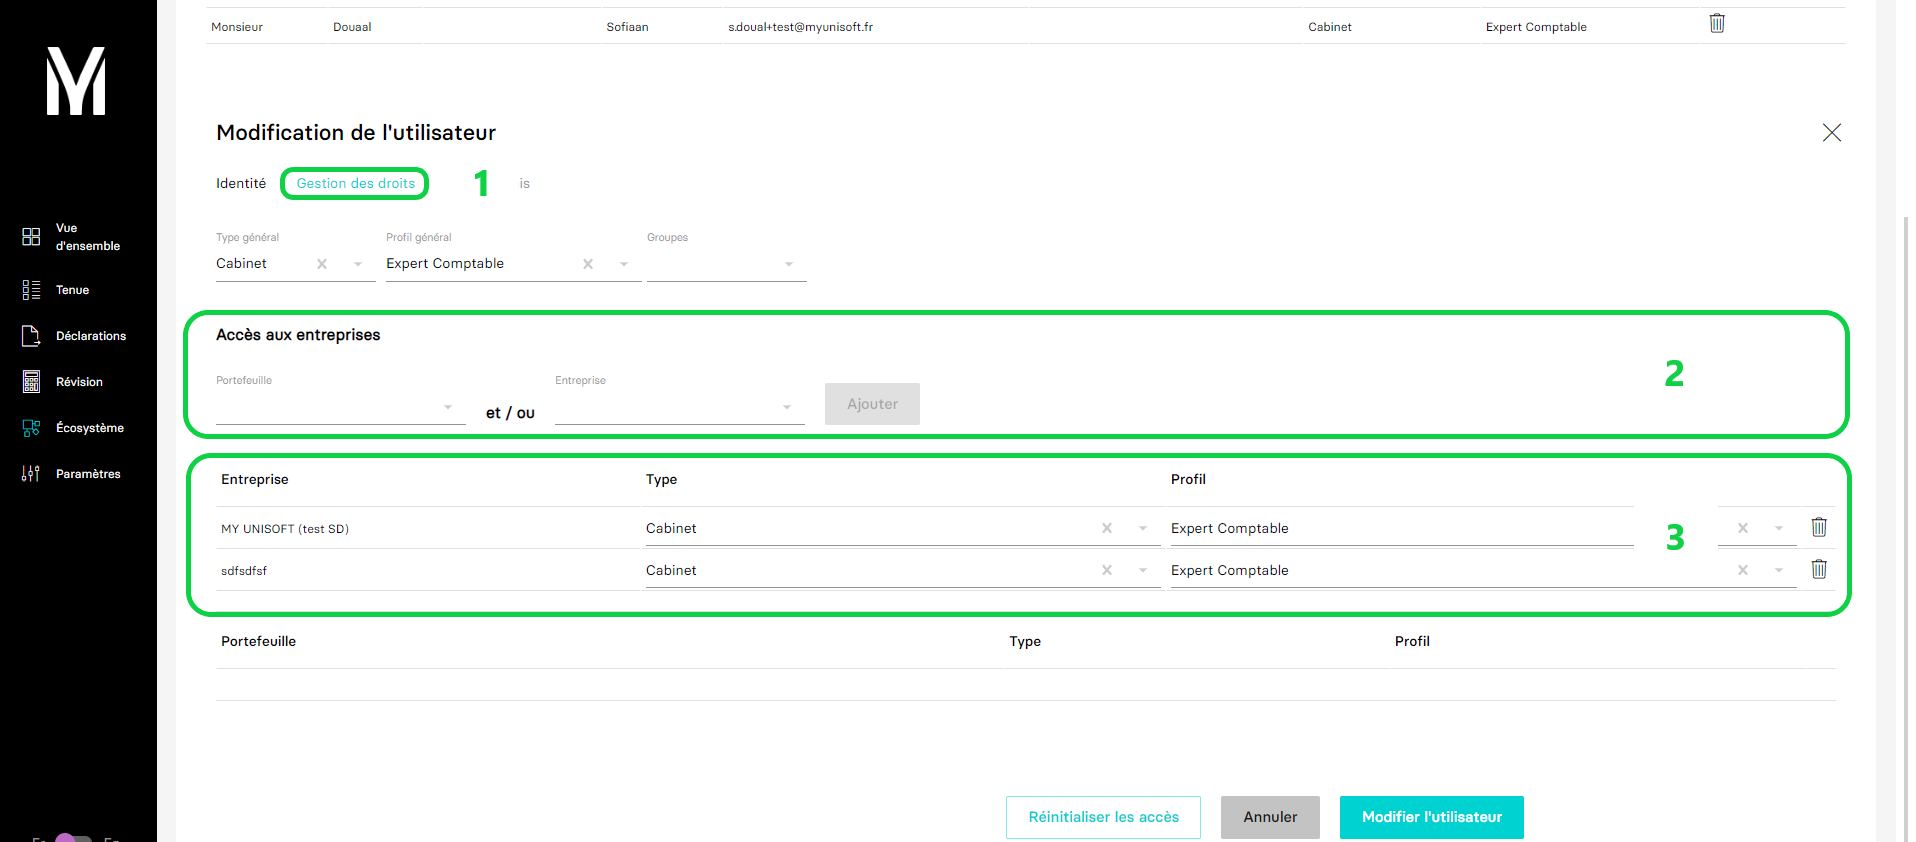 Monsieur Douaal Sofiaan s.doual+test@myunisoft.fr Cabinet Expert Comptable
Modification de l'utilisateur
Identité Gestion des droits 1 is
Type général Profil général Groupes
Cabinet Expert Comptable
Vue
d'ensemble
Tenue
Déclarations
Révision
Écosystème
Paramètres
Accès aux entreprises
2
Portefeuille Entreprise
et / ou Ajouter
Entreprise Type Profil
MY UNISOFT (test SD) Cabinet Expert Comptable
3
sdfsdfsf Cabinet Expert Comptable
Portefeuille Type Profil
Réinitialiser les accès Annuler Modifier l'utilisateur